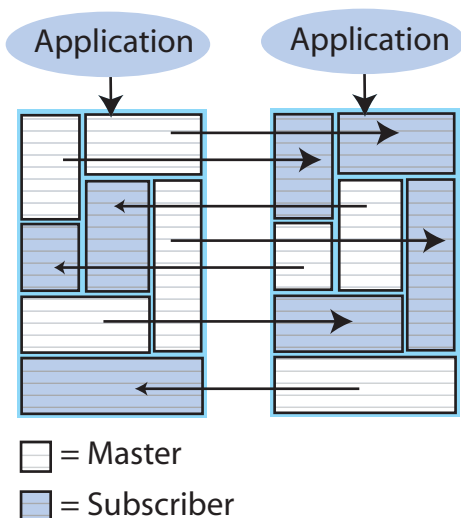 Application
Application
= Master
= Subscriber